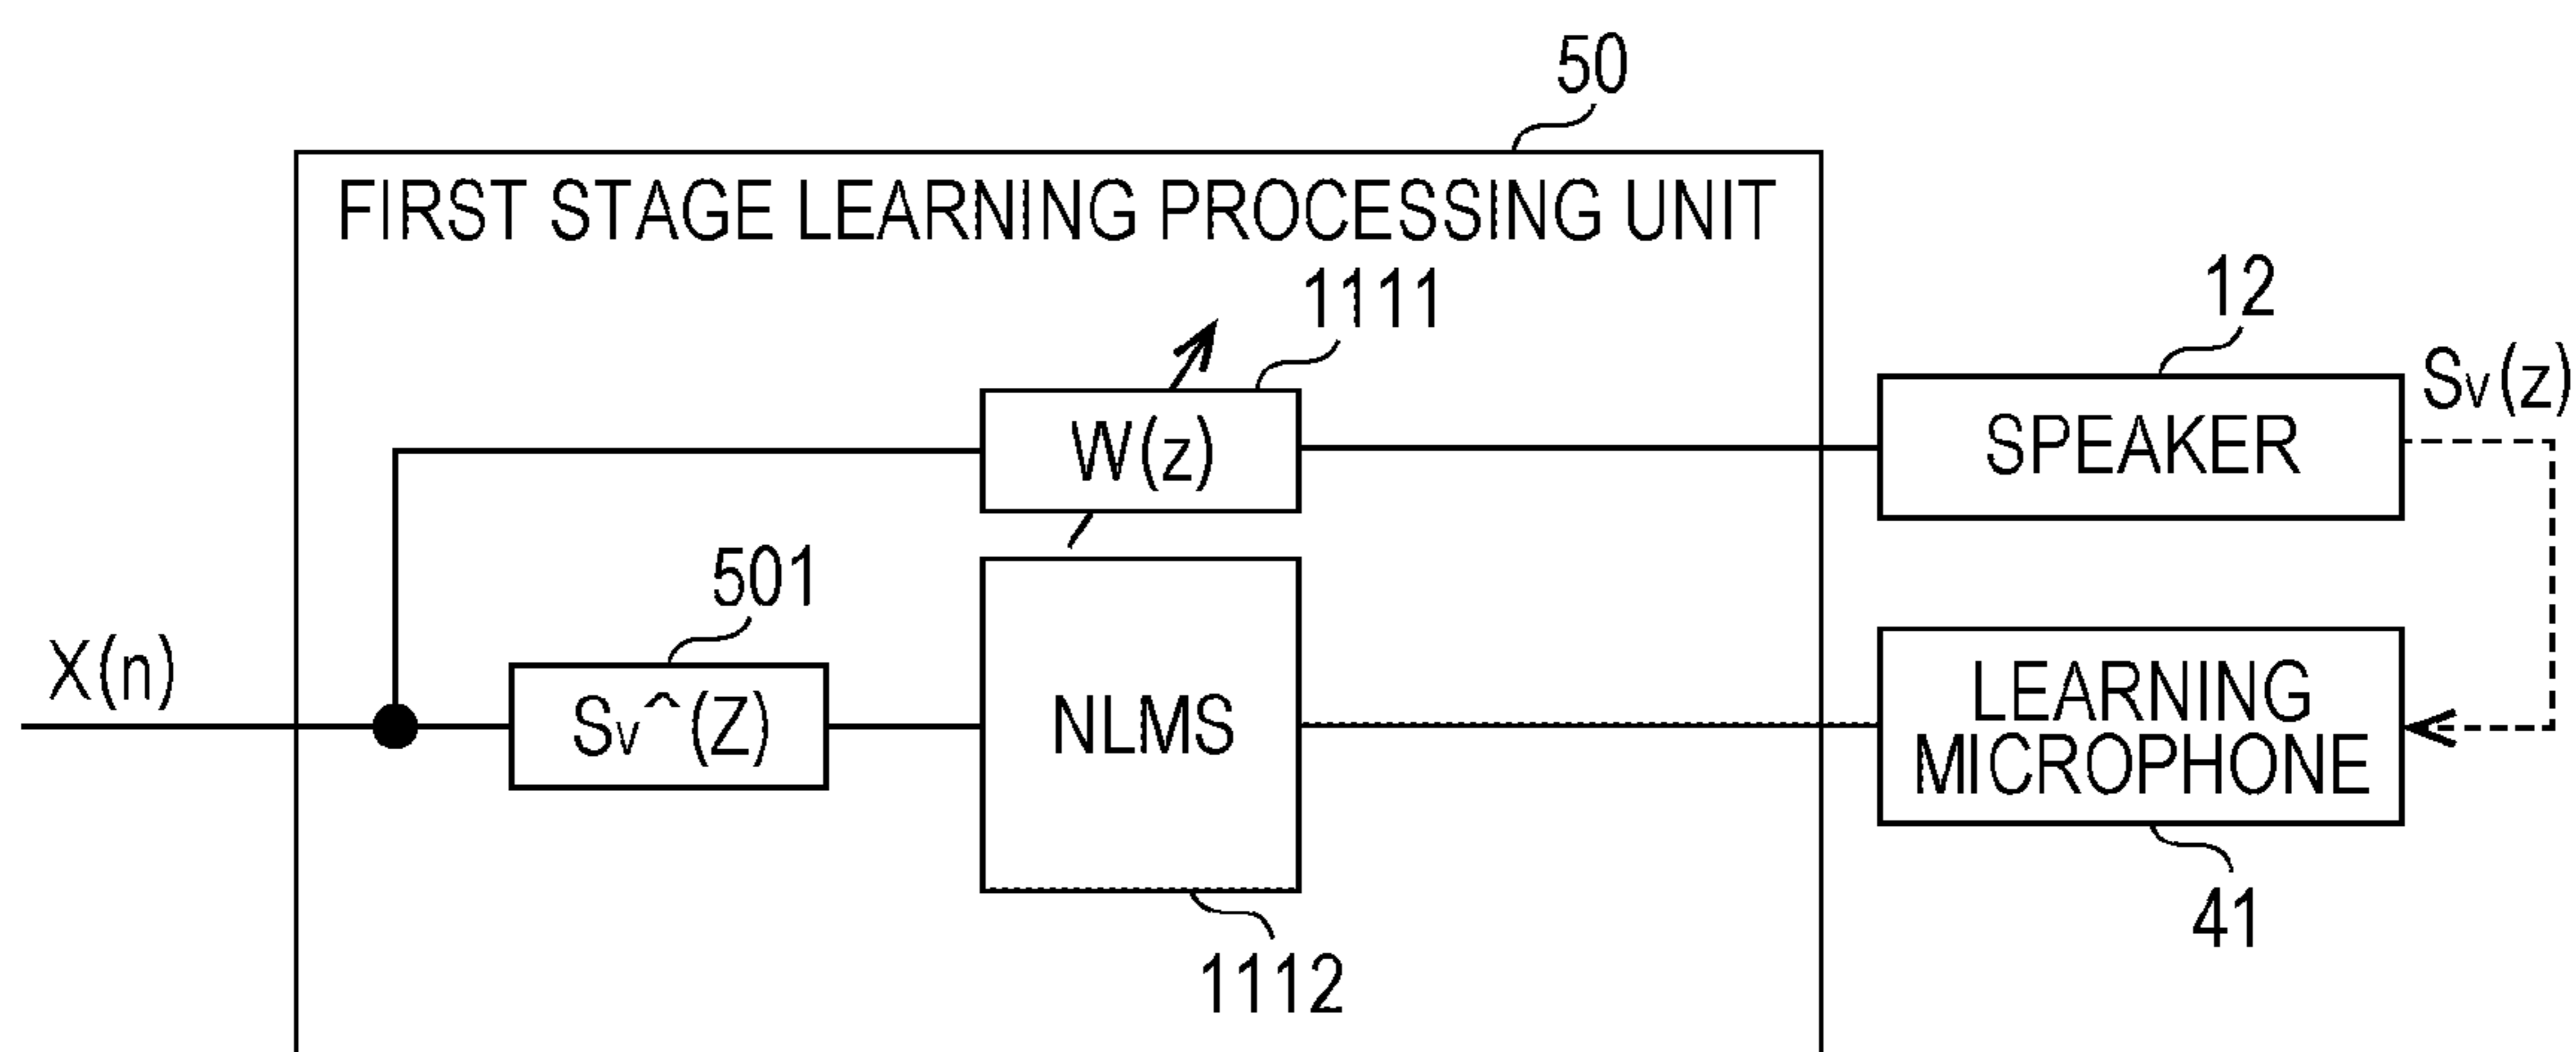 50
FIRST STAGE LEARNING PROCESSING UNIT
1111
12
W(z)
SPEAKER
Sv(z)
501
X(n)
Sv^(Z)
NLMS
LEARNING
MICROPHONE
41
1112